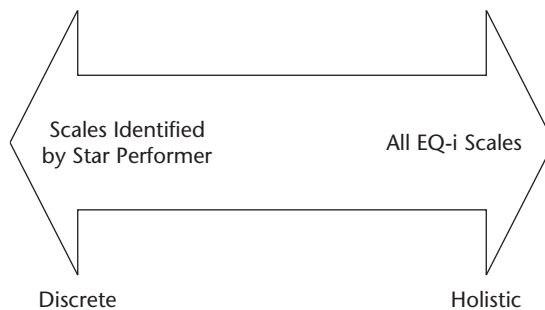 Scales Identified
by Star Performer
All EQ-i Scales
Discrete
Holistic